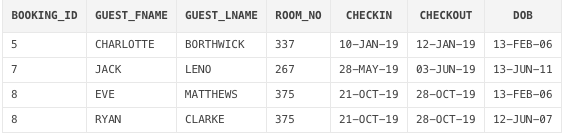 BOOKING_ID GUEST_FNAME GUEST_LNAME ROOM_NO CHECKIN CHECKOUT DOB
5 CHARLOTTE BORTHWICK 337 10-JAN-19 12-JAN-19 13-FEB-06
7 JACK LENO 267 28-MAY-19 03-JUN-19 13-JUN-11
8 EVE MATTHEWS 375 21-OCT-19 28-OCT-19 13-FEB-06
8 RYAN CLARKE 375 21-OCT-19 28-OCT-19 12-JUN-07